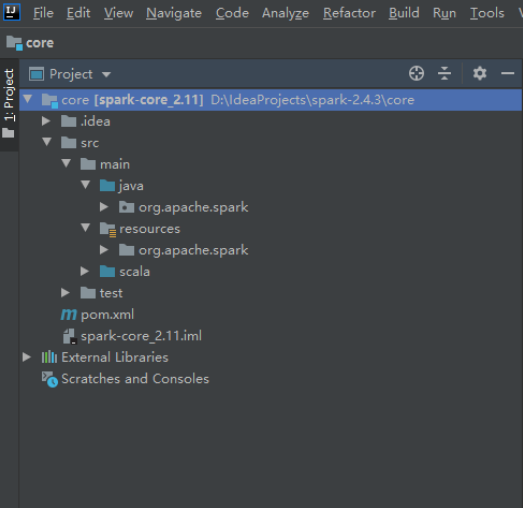 IJ File Edit View Navigate Code Analyze Refactor Build Run Tools
core
1: Project
Project
core [spark-core_2.11] D:\IdeaProjects\spark-2.4.3\core
.idea
src
main
java
org.apache.spark
resources
org.apache.spark
scala
test
m pom.xml
spark-core_2.11.iml
External Libraries
Scratches and Consoles